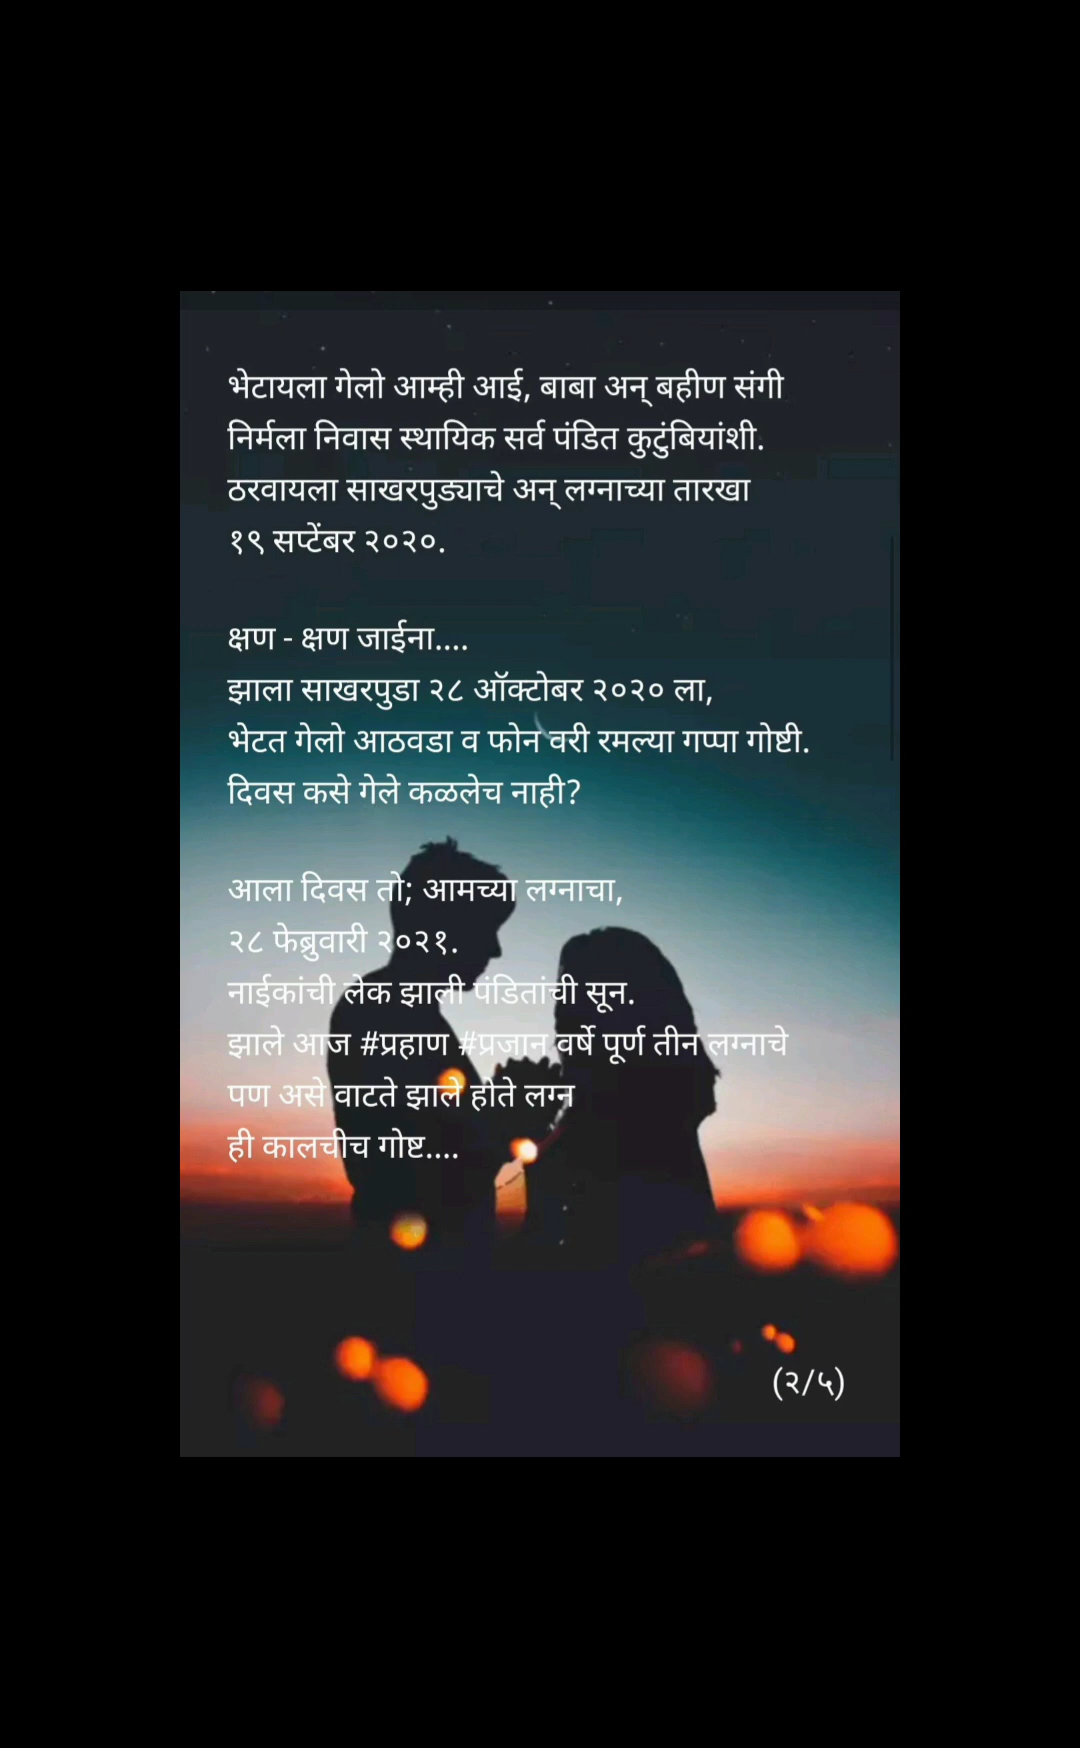 भेटायला गेलो आम्ही आई, बाबा अन् बहीण संगी
निर्मला निवास स्थायिक सर्व पंडित कुटुंबियांशी.
ठरवायला साखरपुड्याचे अन् लग्नाच्या तारखा
१९ सप्टेंबर २०२०.
क्षण - क्षण जाईना....
झाला साखरपुडा २८ ऑक्टोबर २०२० ला,
भेटत गेलो आठवडा व फोन वरी रमल्या गप्पा गोष्टी.
दिवस कसे गेले कळलेच नाही?
आला दिवस तो; आमच्या लग्नाचा,
२८ फेब्रुवारी २०२१.
नाईकांची लेक झाली पंडितांची सून.
झाले आज #प्रहाण #प्रजान वर्षे पूर्ण तीन लग्नाचे
पण असे वाटते झाले होते लग्न
ही कालचीच गोष्ट....
(२/५)